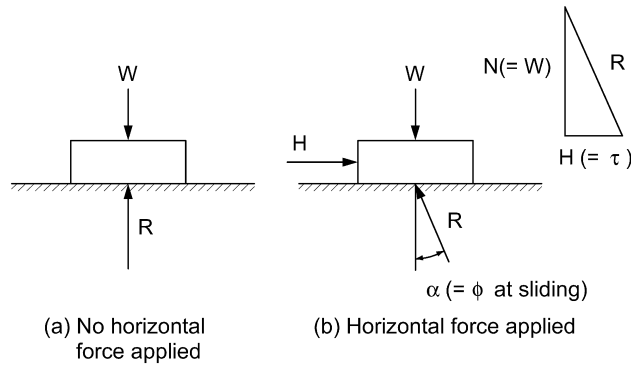 W
R
(a) No horizontal
force applied
W
H
R
α (= ϕ at sliding)
(b) Horizontal force applied
N(= W)
R
H (= τ )